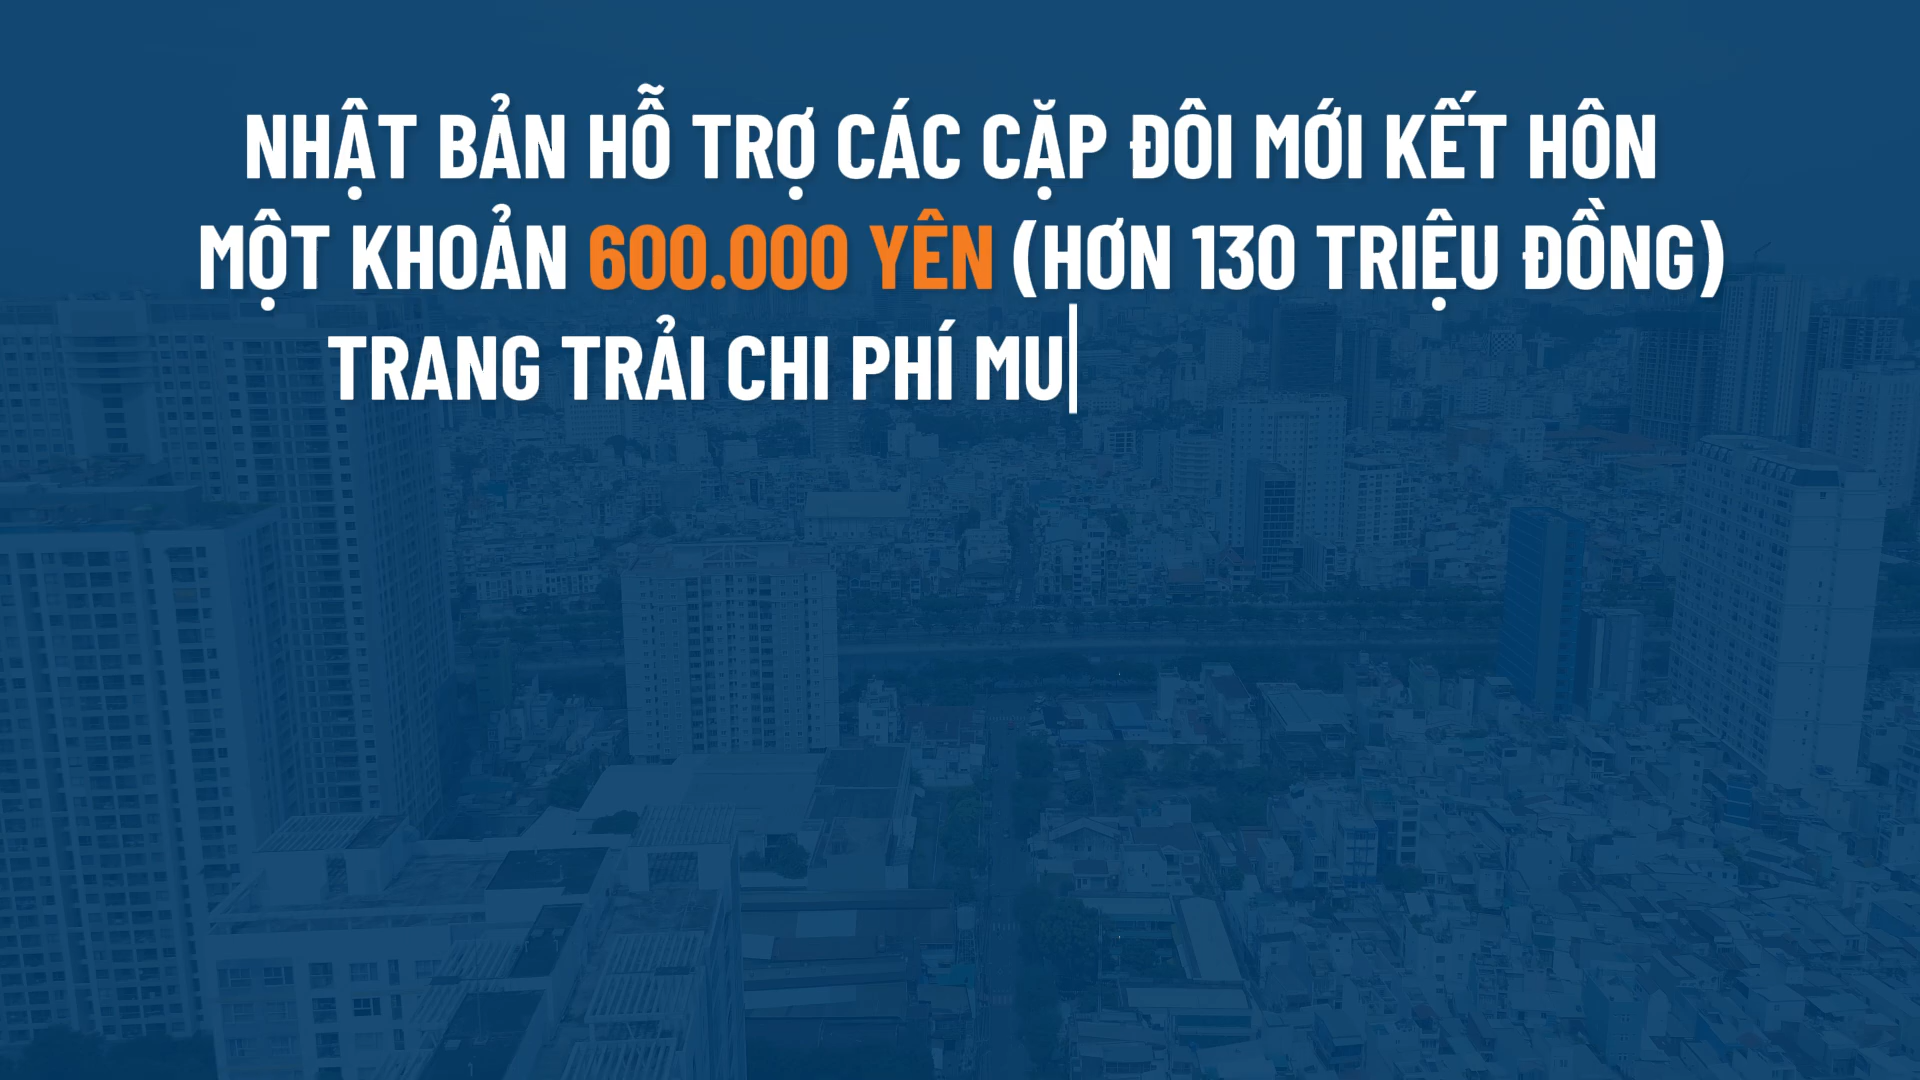 NHẬT BẢN HỖ TRỢ CÁC CẶP ĐÔI MỚI KẾT HÔN
MỘT KHOẢN 600.000 YÊN (HƠN 130 TRIỆU ĐỒNG)
TRANG TRẢI CHI PHÍ MU